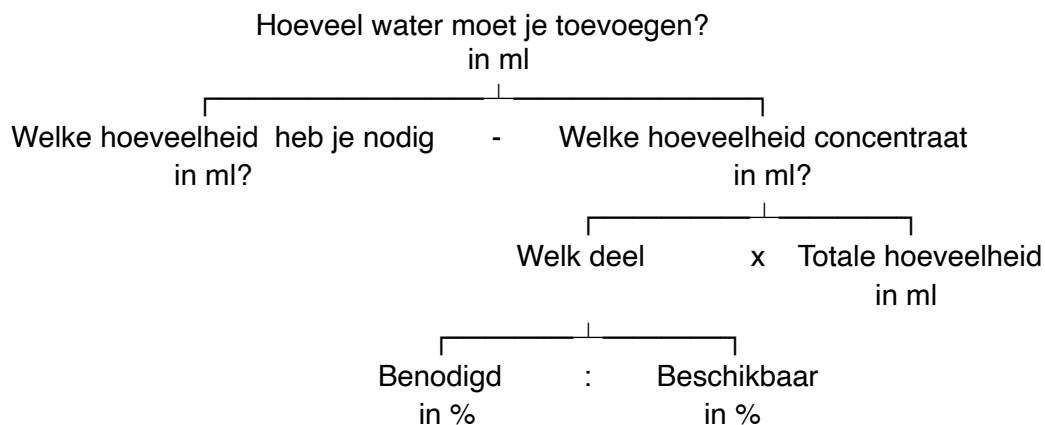 Hoeveel water moet je toevoegen?
in ml
Welke hoeveelheid heb je nodig - Welke hoeveelheid concentraat
in ml? in ml?
Welk deel x Totale hoeveelheid
in ml
Benodigd : Beschikbaar
in % in %